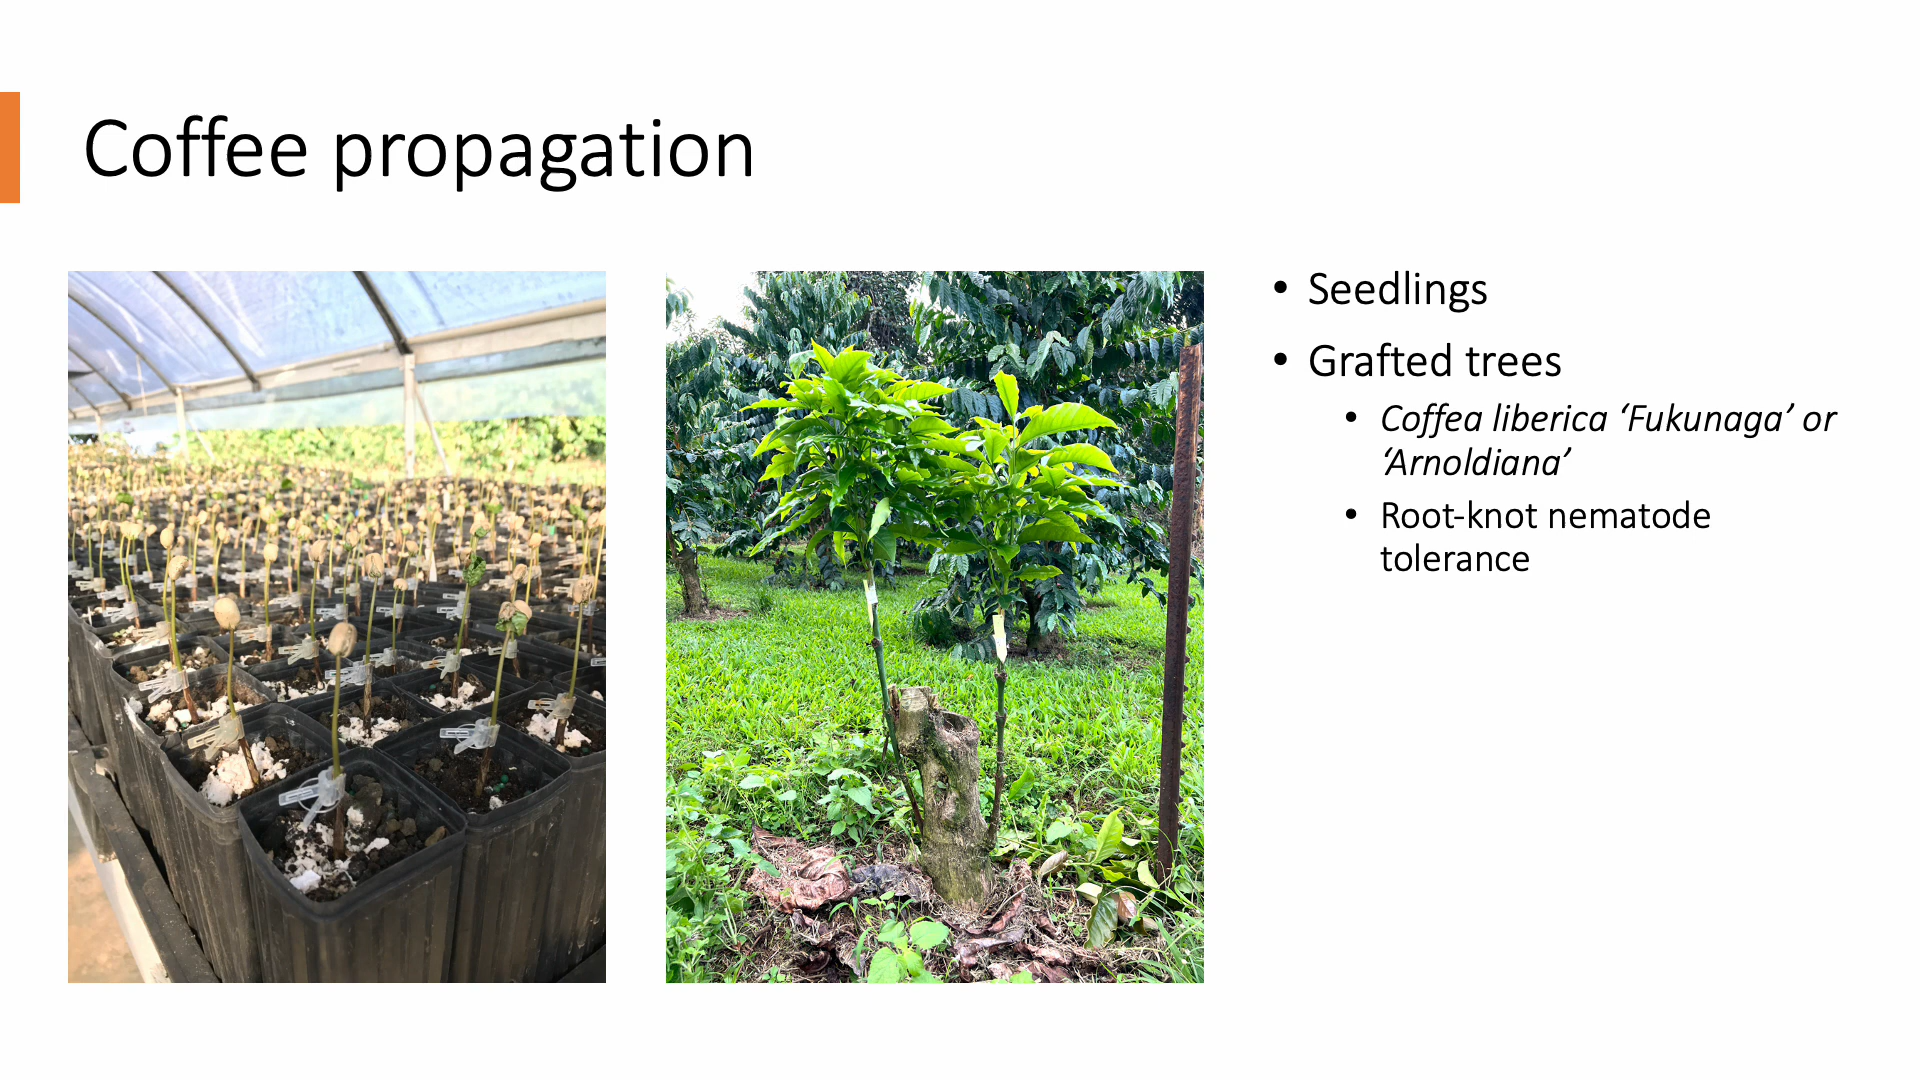 Coffee propagation
• Seedlings
• Grafted trees
• Coffea liberica ‘Fukunaga’ or
‘Arnoldiana’
• Root-knot nematode
tolerance